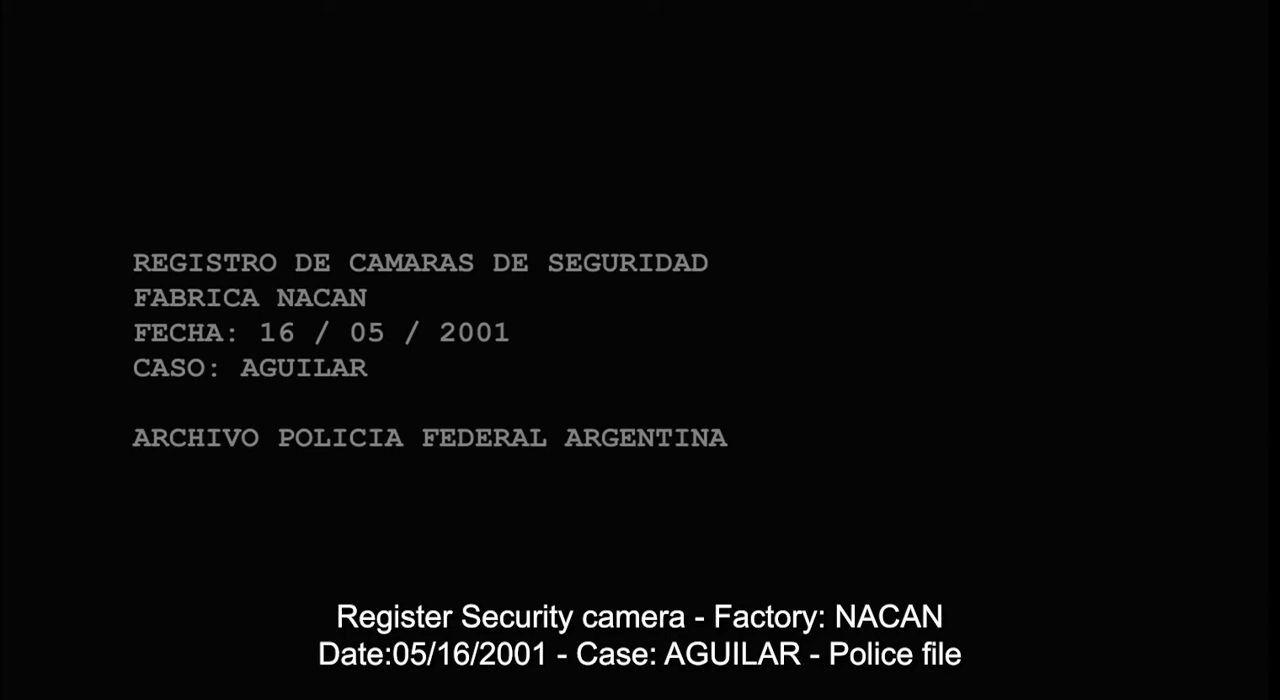 REGISTRO DE CAMARAS DE SEGURIDAD
FABRICA NACAN
FECHA: 16 / 05 / 2001
CASO: AGUILAR
ARCHIVO POLICIA FEDERAL ARGENTINA
Register Security camera - Factory: NACAN
Date:05/16/2001 - Case: AGUILAR - Police file